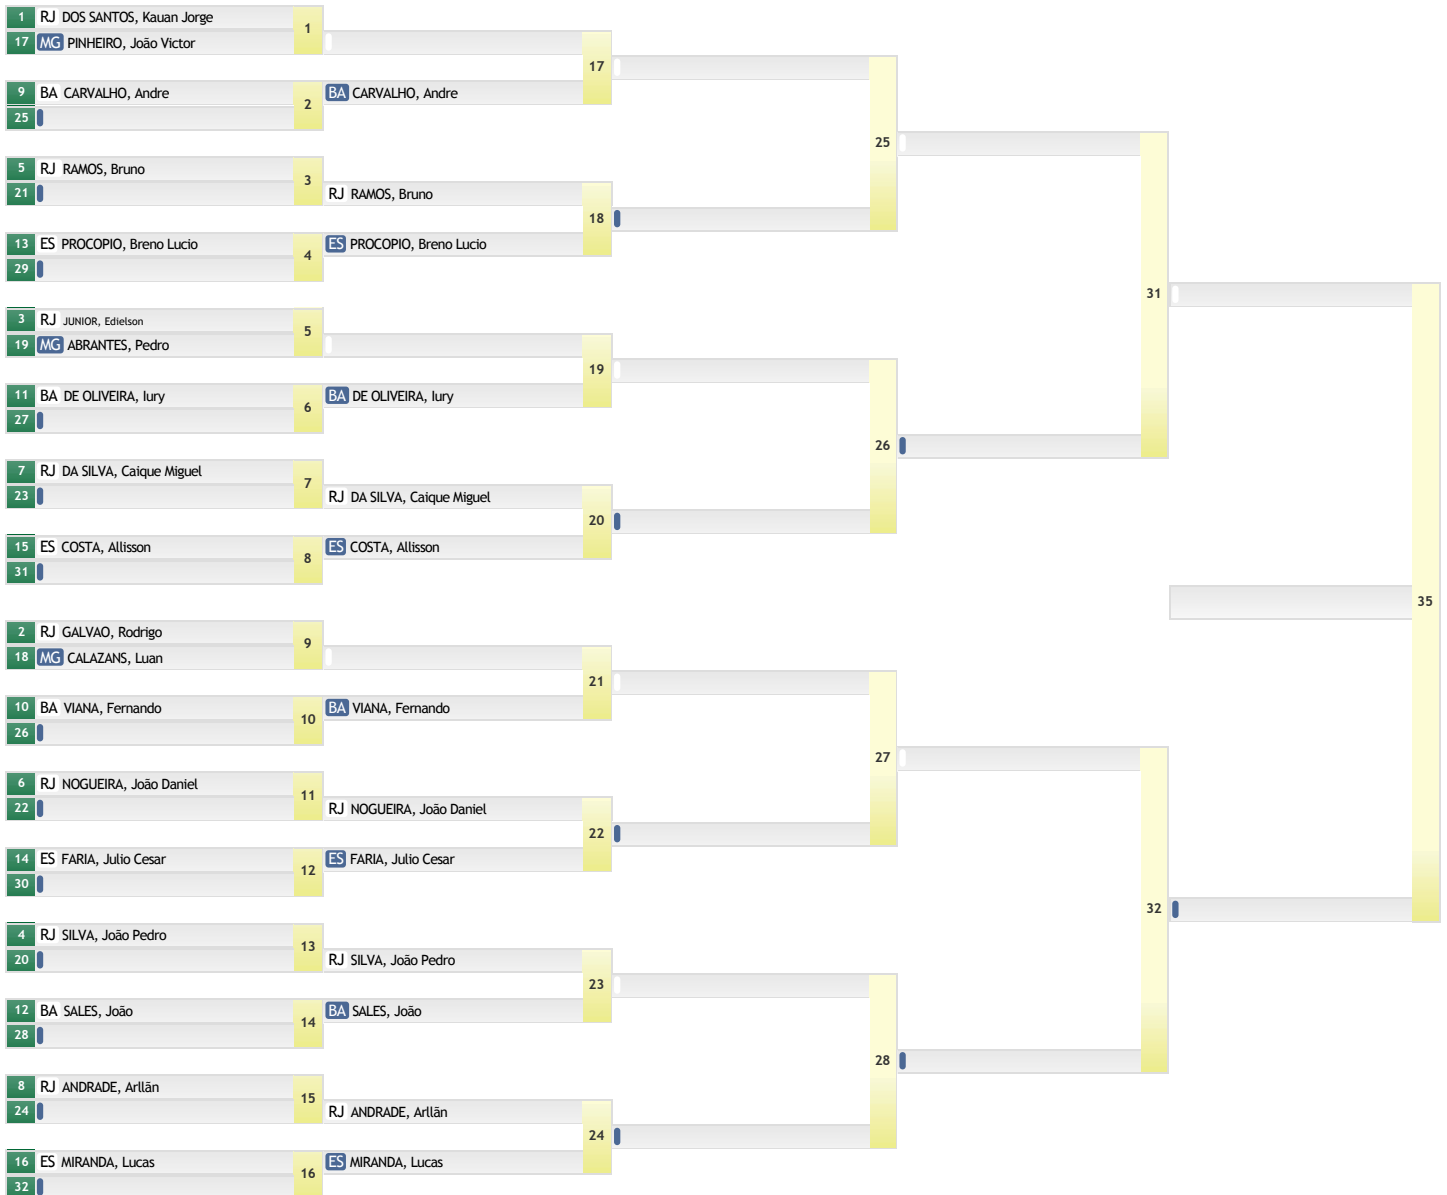 1 RJ DOS SANTOS, Kauan Jorge
1
17 MG PINHEIRO, João Victor
17
9 BA CARVALHO, Andre
2
BA CARVALHO, Andre
25
25
5 RJ RAMOS, Bruno
3
21
RJ RAMOS, Bruno
18
13 ES PROCOPIO, Breno Lucio
4
ES PROCOPIO, Breno Lucio
29
31
3 RJ JUNIOR, Edielson
5
19 MG ABRANTES, Pedro
19
11 BA DE OLIVEIRA, Iury
6
BA DE OLIVEIRA, Iury
27
26
7 RJ DA SILVA, Caique Miguel
7
23
RJ DA SILVA, Caique Miguel
20
15 ES COSTA, Allisson
8
ES COSTA, Allisson
31
35
2 RJ GALVAO, Rodrigo
9
18 MG CALAZANS, Luan
21
10 BA VIANA, Fernando
10
BA VIANA, Fernando
26
27
6 RJ NOGUEIRA, João Daniel
11
22
RJ NOGUEIRA, João Daniel
22
14 ES FARIA, Julio Cesar
12
ES FARIA, Julio Cesar
30
32
4 RJ SILVA, João Pedro
13
20
RJ SILVA, João Pedro
23
12 BA SALES, João
14
BA SALES, João
28
28
8 RJ ANDRADE, Arllãn
15
24
RJ ANDRADE, Arllãn
24
16 ES MIRANDA, Lucas
16
ES MIRANDA, Lucas
32